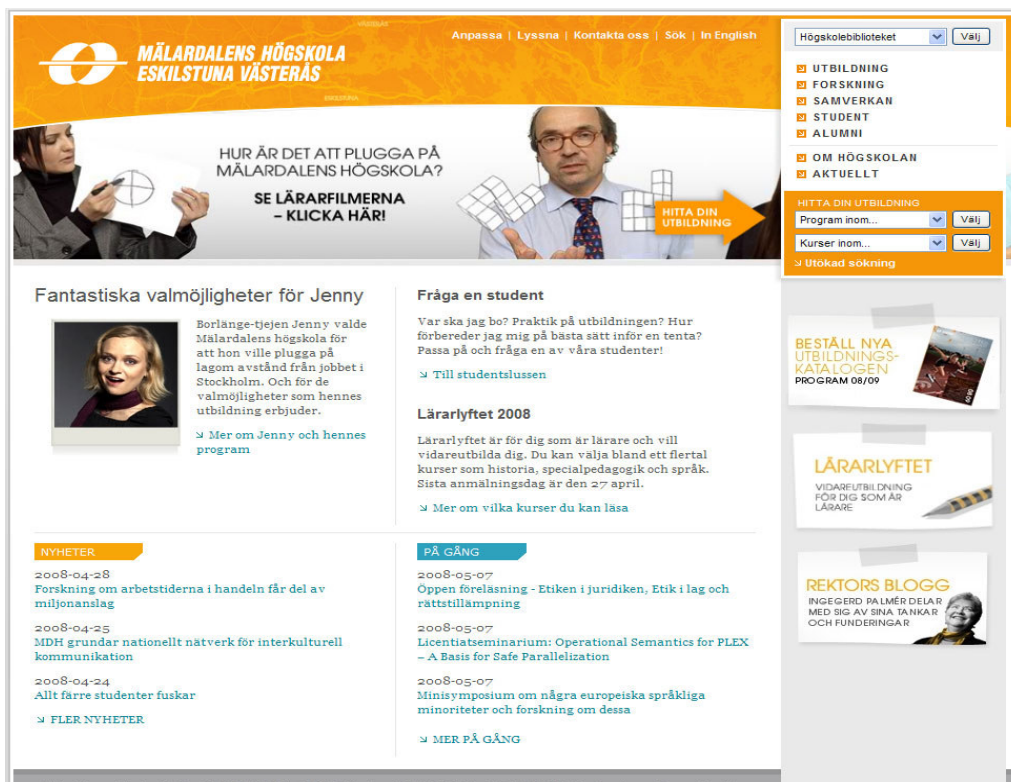 VÄSTERÅS
Anpassa | Lyssna | Kontakta oss | Sök | In English
MÄLARDALENS HÖGSKOLA
ESKILSTUNA VÄSTERÅS
ESKILSTUNA
HUR ÄR DET ATT PLUGGA PÅ
MÄLARDALENS HÖGSKOLA?
SE LÄRARFILMERNA
– KLICKA HÄR!
HITTA DIN
UTBILDNING
Högskolebiblioteket Välj
UTBILDNING
FORSKNING
SAMVERKAN
STUDENT
ALUMNI
OM HÖGSKOLAN
AKTUELLT
HITTA DIN UTBILDNING
Program inom... Välj
Kurser inom... Välj
Utökad sökning
Fantastiska valmöjligheter för Jenny
Borlänge-tjejen Jenny valde
Mälardalens högskola för
att hon ville plugga på
lagom avstånd från jobbet i
Stockholm. Och för de
valmöjligheter som hennes
utbildning erbjuder.
Mer om Jenny och hennes
program
Fråga en student
Var ska jag bo? Praktik på utbildningen? Hur
förbereder jag mig på bästa sätt inför en tenta?
Passa på och fråga en av våra studenter!
Till studentslussen
Lärarlyftet 2008
Lärarlyftet är för dig som är lärare och vill
vidareutbilda dig. Du kan välja bland ett flertal
kurser som historia, specialpedagogik och språk.
Sista anmälningsdag är den 27 april.
Mer om vilka kurser du kan läsa
BESTÄLL NYA
UTBILDNINGS-
KATALOGEN
PROGRAM 08/09
LÄRARLYFTET
VIDAREUTBILDNING
FÖR DIG SOM ÄR
LÄRARE
REKTORS BLOGG
INGEGERD PALMÉR DELAR
MED SIG AV SINA TANKAR
OCH FUNDERINGAR
NYHETER
2008-04-28
Forskning om arbetstiderna i handeln får del av
miljonanslag
2008-04-25
MDH grundar nationellt nätverk för interkulturell
kommunikation
2008-04-24
Allt färre studenter fuskar
FLER NYHETER
PÅ GÅNG
2008-05-07
Öppen föreläsning - Etiken i juridiken, Etik i lag och
rättstillämpning
2008-05-07
Licentiatseminarium: Operational Semantics for PLEX
– A Basis for Safe Parallelization
2008-05-07
Minisymposium om några europeiska språkliga
minoriteter och forskning om dessa
MER PÅ GÅNG